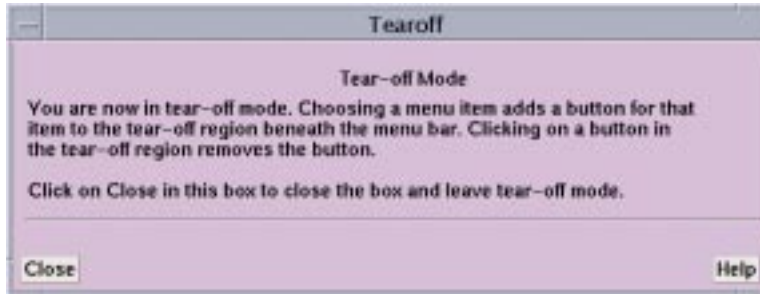 Tearoff
Tear-off Mode
You are now in tear-off mode. Choosing a menu item adds a button for that
item to the tear-off region beneath the menu bar. Clicking on a button in
the tear-off region removes the button.
Click on Close in this box to close the box and leave tear-off mode.
Close Help